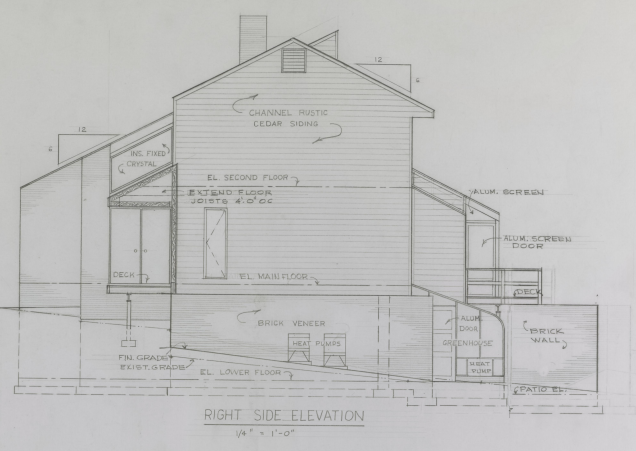 12
6
CHANNEL RUSTIC
CEDAR SIDING
12
6
INS. FIXED
CRYSTAL
EL. SECOND FLOOR
EXTEND FLOOR
JOISTS 4'.0" OC
ALUM. SCREEN
ALUM. SCREEN
DOOR
DECK
EL. MAIN FLOOR
DECK
BRICK VENEER
ALUM.
DOOR
GREENHOUSE
BRICK
WALL
HEAT PUMPS
FIN. GRADE
EXIST. GRADE
HEAT
PUMP
EL. LOWER FLOOR
PATIO EL.
RIGHT SIDE ELEVATION
1/4" = 1'-0"